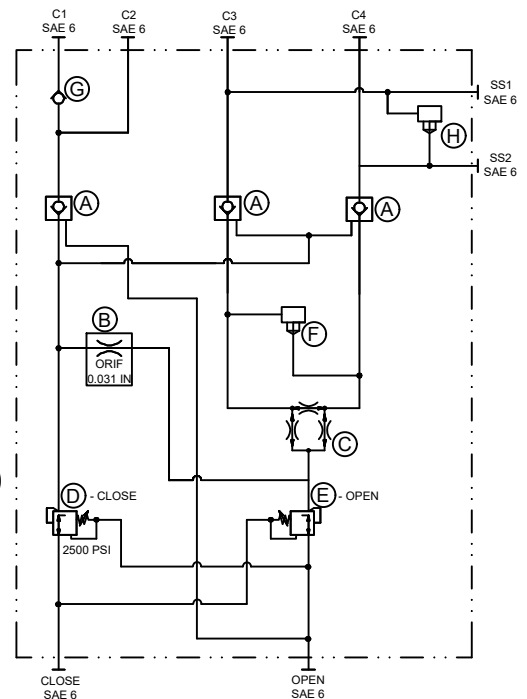 C1
SAE 6
C2
SAE 6
C3
SAE 6
C4
SAE 6
G
SS1
SAE 6
H
SS2
SAE 6
A
A
A
B
ORIF
0.031 IN
F
C
D - CLOSE
E - OPEN
2500 PSI
CLOSE
SAE 6
OPEN
SAE 6